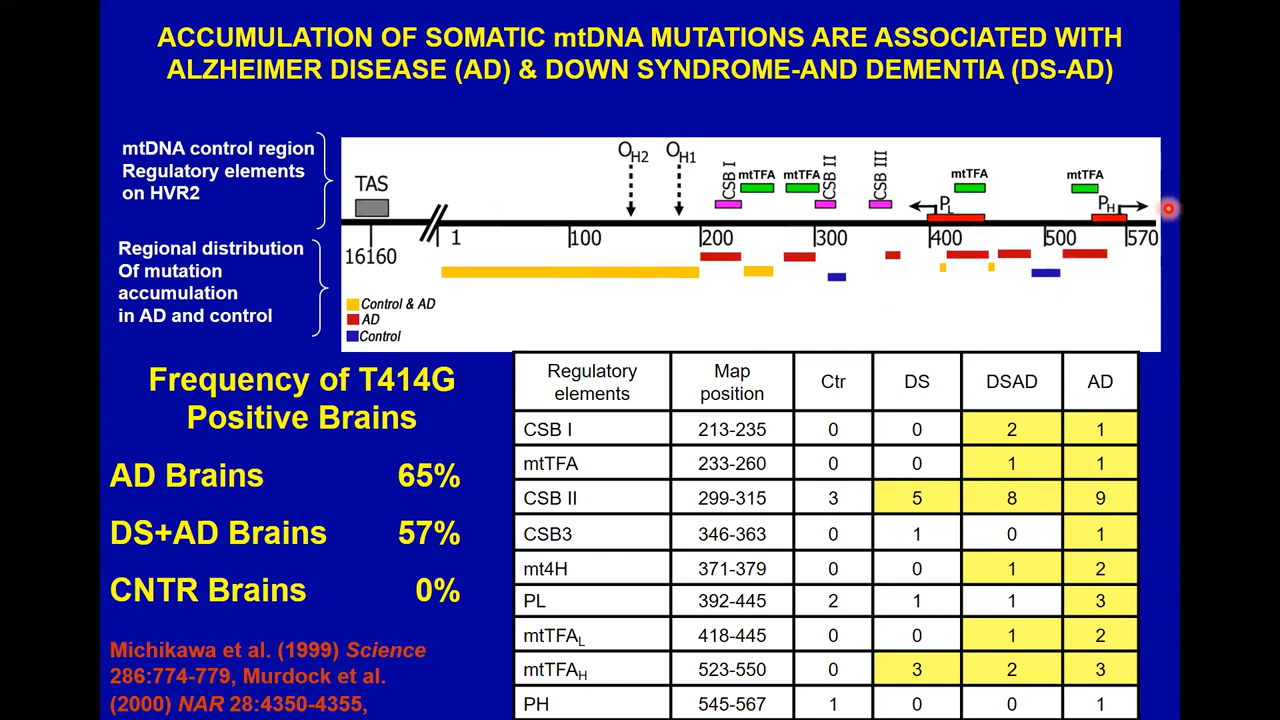 ACCUMULATION OF SOMATIC mtDNA MUTATIONS ARE ASSOCIATED WITH
ALZHEIMER DISEASE (AD) & DOWN SYNDROME-AND DEMENTIA (DS-AD)
mtDNA control region
Regulatory elements
on HVR2
TAS
OH2 OH1 CSB I mtTFA mtTFA CSB II CSB III mtTFA mtTFA
PL PH
16160 1 100 200 300 400 500 570
Regional distribution
Of mutation
accumulation
in AD and control
Control & AD
AD
Control
Frequency of T414G
Positive Brains
AD Brains 65%
DS+AD Brains 57%
CNTR Brains 0%
Michikawa et al. (1999) Science
286:774-779, Murdock et al.
(2000) NAR 28:4350-4355,
Regulatory elements Map position Ctr DS DSAD AD
CSB I 213-235 0 0 2 1
mtTFA 233-260 0 0 1 1
CSB II 299-315 3 5 8 9
CSB3 346-363 0 1 0 1
mt4H 371-379 0 0 1 2
PL 392-445 2 1 1 3
mtTFAL 418-445 0 0 1 2
mtTFAH 523-550 0 3 2 3
PH 545-567 1 0 0 1